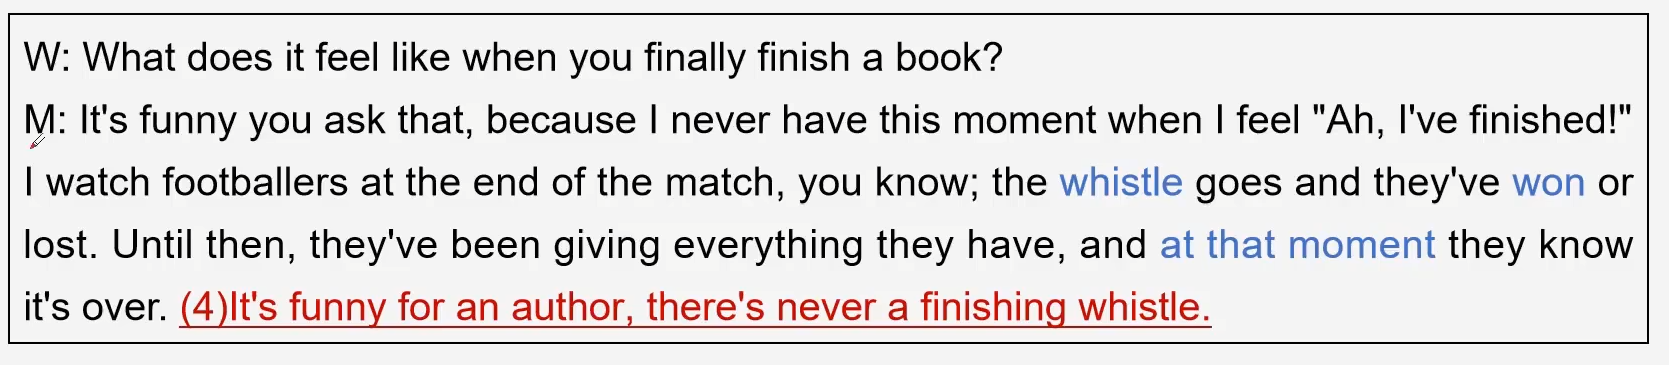 W: What does it feel like when you finally finish a book?
M: It's funny you ask that, because I never have this moment when I feel "Ah, I've finished!"
I watch footballers at the end of the match, you know; the whistle goes and they've won or
lost. Until then, they've been giving everything they have, and at that moment they know
it's over. (4)It's funny for an author, there's never a finishing whistle.